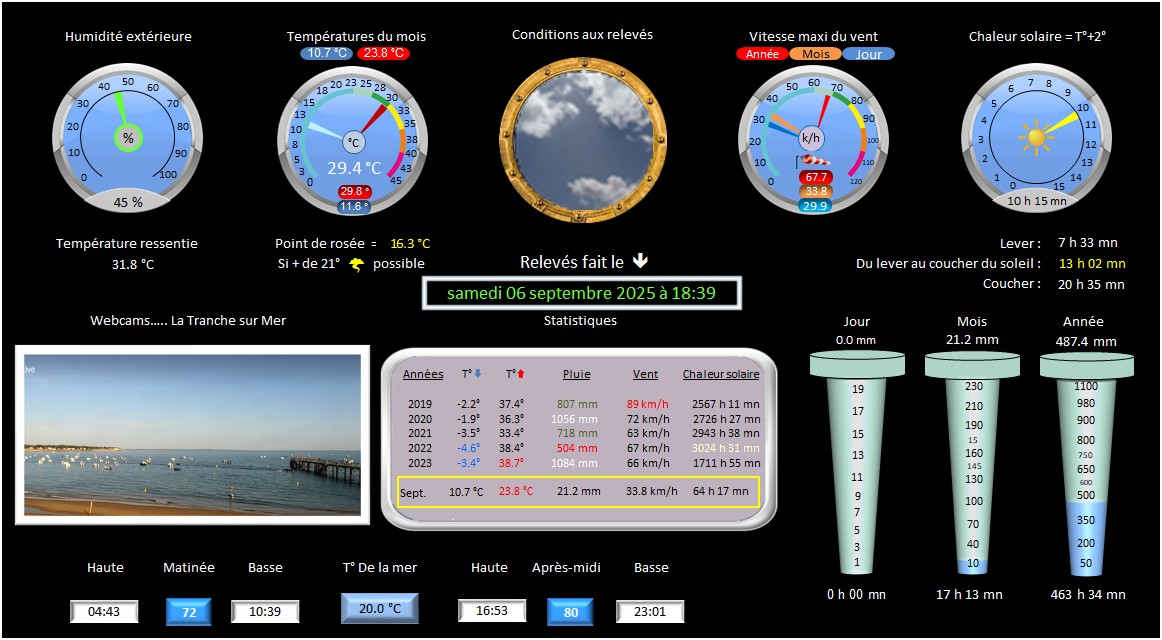 Humidité extérieure
0 10 20 30 40 50 60 70 80 90 100
%
45 %
Températures du mois
10.7 °C 23.8 °C
0 3 5 8 10 13 15 18 20 23 25 28 30 33 35 38 40 43 45
°C
29.4 °C
29.8 °
11.6 °
Conditions aux relevés
Vitesse maxi du vent
Année Mois Jour
0 10 20 30 40 50 60 70 80 90 100 110 120
k/h
67.7
33.8
29.9
Chaleur solaire = T°+2°
0 1 2 3 4 5 6 7 8 9 10 11 12 13 14 15
10 h 15 mn
Température ressentie
31.8 °C
Point de rosée = 16.3 °C
Si + de 21° possible
Relevés fait le
samedi 06 septembre 2025 à 18:39
Lever : 7 h 33 mn
Du lever au coucher du soleil : 13 h 02 mn
Coucher : 20 h 35 mn
Webcams..... La Tranche sur Mer
ive
Statistiques
Années T° T° Pluie Vent Chaleur solaire
2019 -2.2° 37.4° 807 mm 89 km/h 2567 h 11 mn
2020 -1.9° 36.3° 1056 mm 72 km/h 2726 h 27 mn
2021 -3.5° 33.4° 718 mm 63 km/h 2943 h 38 mn
2022 -4.6° 38.4° 504 mm 67 km/h 3024 h 31 mn
2023 -3.4° 38.7° 1084 mm 66 km/h 1711 h 55 mn
Sept. 10.7 °C 23.8 °C 21.2 mm 33.8 km/h 64 h 17 mn
Jour
0.0 mm
19
17
15
13
11
9
7
5
3
1
0 h 00 mn
Mois
21.2 mm
230
210
190
15
160
145
130
100
70
40
10
17 h 13 mn
Année
487.4 mm
1100
980
900
800
750
650
600
500
350
200
50
463 h 34 mn
Haute Matinée Basse
04:43 72 10:39
T° De la mer
20.0 °C
Haute Après-midi Basse
16:53 80 23:01